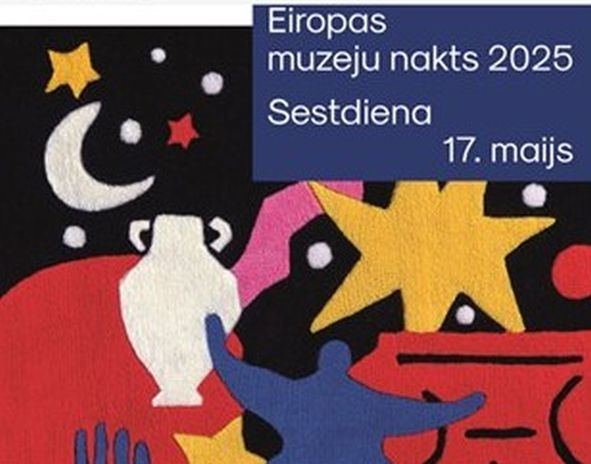 Eiropas
muzeju nakts 2025
Sestdiena
17. maijs